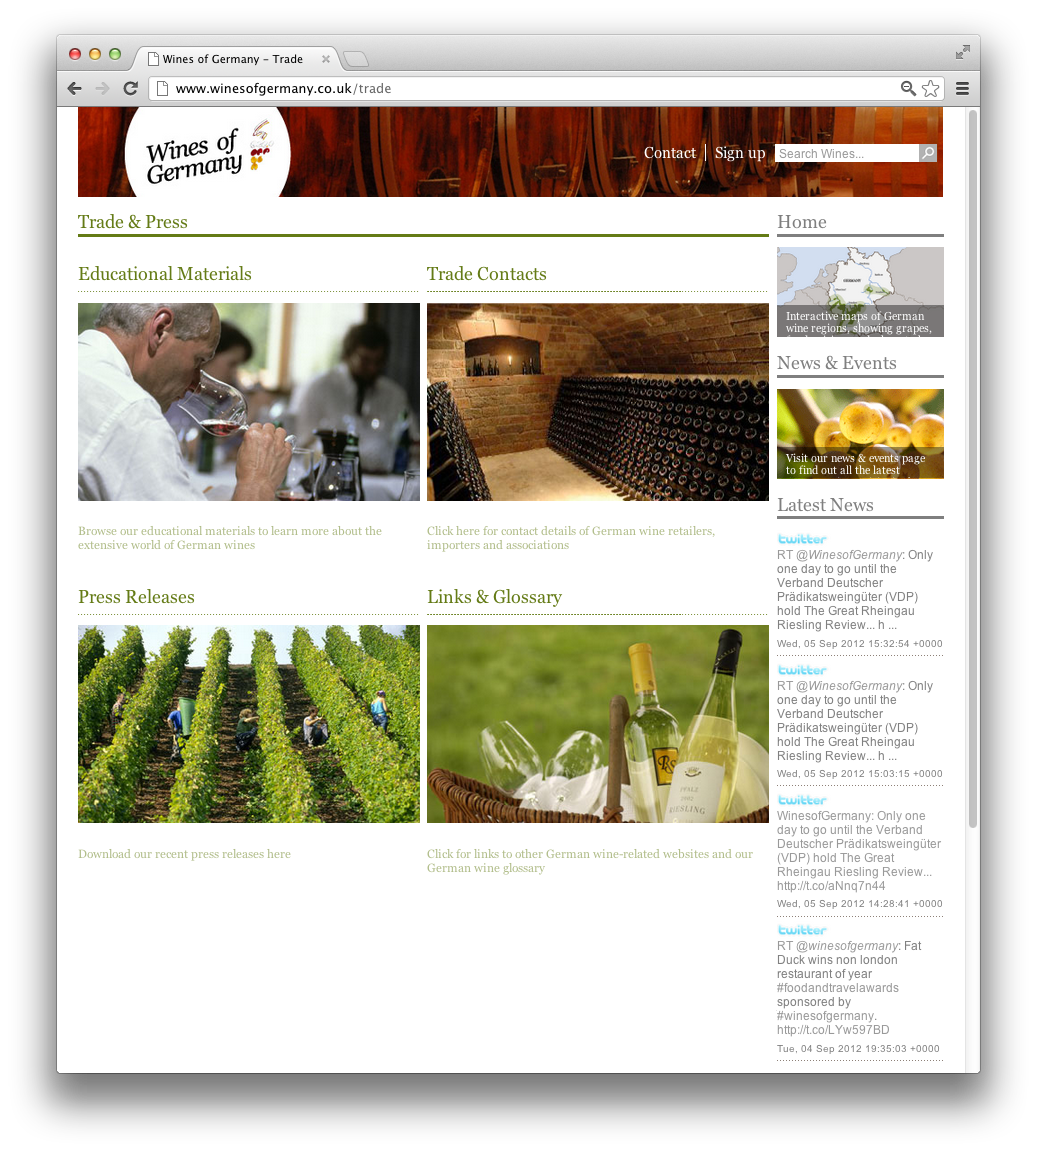 Wines of Germany - Trade
www.winesofgermany.co.uk/trade
Wines of
Germany
Contact
Sign up
Search Wines...
Trade & Press
Educational Materials
Browse our educational materials to learn more about the
extensive world of German wines
Trade Contacts
Click here for contact details of German wine retailers,
importers and associations
Press Releases
Download our recent press releases here
Links & Glossary
RS
PFALZ
RIESLING
Click for links to other German wine-related websites and our
German wine glossary
Home
GERMANY
Interactive maps of German
wine regions, showing grapes,
News & Events
Visit our news & events page
to find out all the latest
Latest News
twitter
RT @WinesofGermany: Only
one day to go until the
Verband Deutscher
Prädikatsweingüter (VDP)
hold The Great Rheingau
Riesling Review... h ...
Wed, 05 Sep 2012 15:32:54 +0000
twitter
RT @WinesofGermany: Only
one day to go until the
Verband Deutscher
Prädikatsweingüter (VDP)
hold The Great Rheingau
Riesling Review... h ...
Wed, 05 Sep 2012 15:03:15 +0000
twitter
WinesofGermany: Only one
day to go until the Verband
Deutscher Prädikatsweingüter
(VDP) hold The Great
Rheingau Riesling Review...
http://t.co/aNnq7n44
Wed, 05 Sep 2012 14:28:41 +0000
twitter
RT @winesofgermany: Fat
Duck wins non london
restaurant of year
#foodandtravelawards
sponsored by
#winesofgermany.
http://t.co/LYw597BD
Tue, 04 Sep 2012 19:35:03 +0000